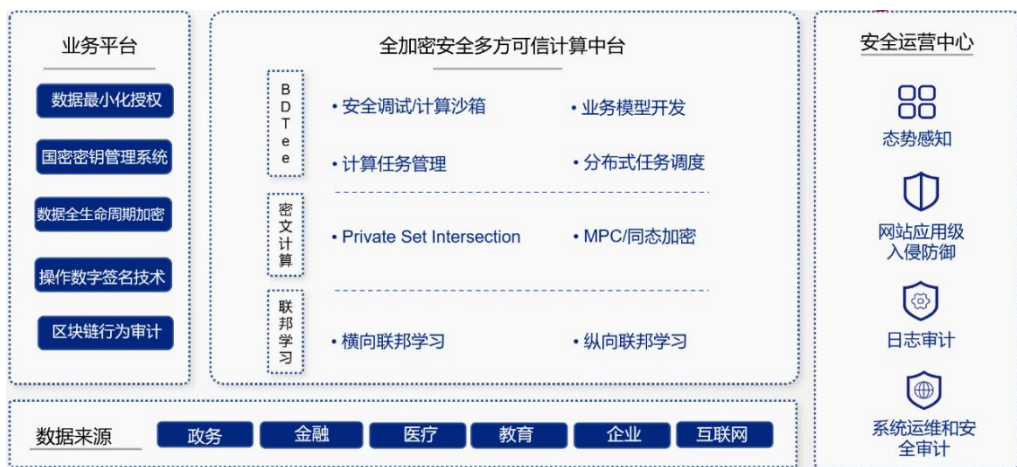 业务平台
数据最小化授权
国密密钥管理系统
数据全生命周期加密
操作数字签名技术
区块链行为审计
全加密安全多方可信计算中台
BDTee
• 安全调试/计算沙箱
• 业务模型开发
• 计算任务管理
• 分布式任务调度
密文计算
• Private Set Intersection
• MPC/同态加密
联邦学习
• 横向联邦学习
• 纵向联邦学习
数据来源
政务
金融
医疗
教育
企业
互联网
安全运营中心
态势感知
网站应用级
入侵防御
日志审计
系统运维和安
全审计